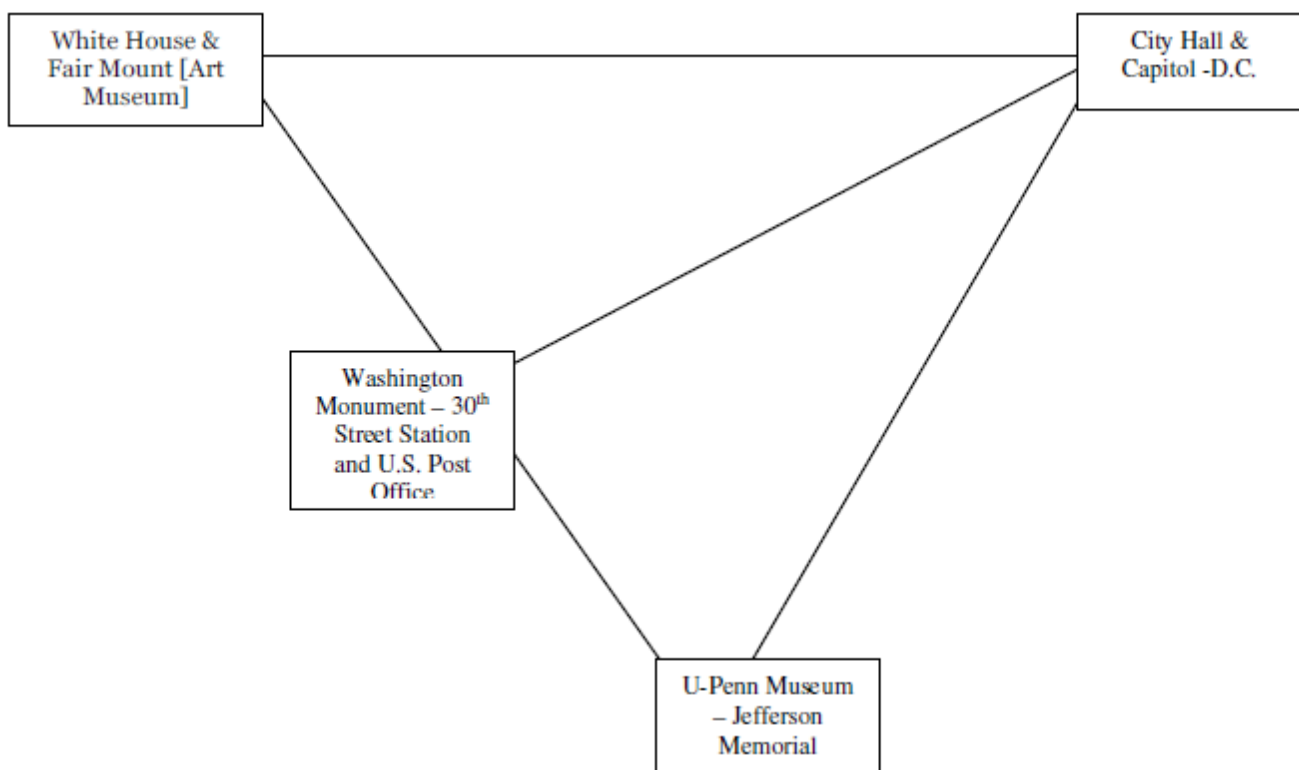 White House &
Fair Mount [Art
Museum]
City Hall &
Capitol -D.C.
Washington
Monument – 30th
Street Station
and U.S. Post
Office
U-Penn Museum
– Jefferson
Memorial